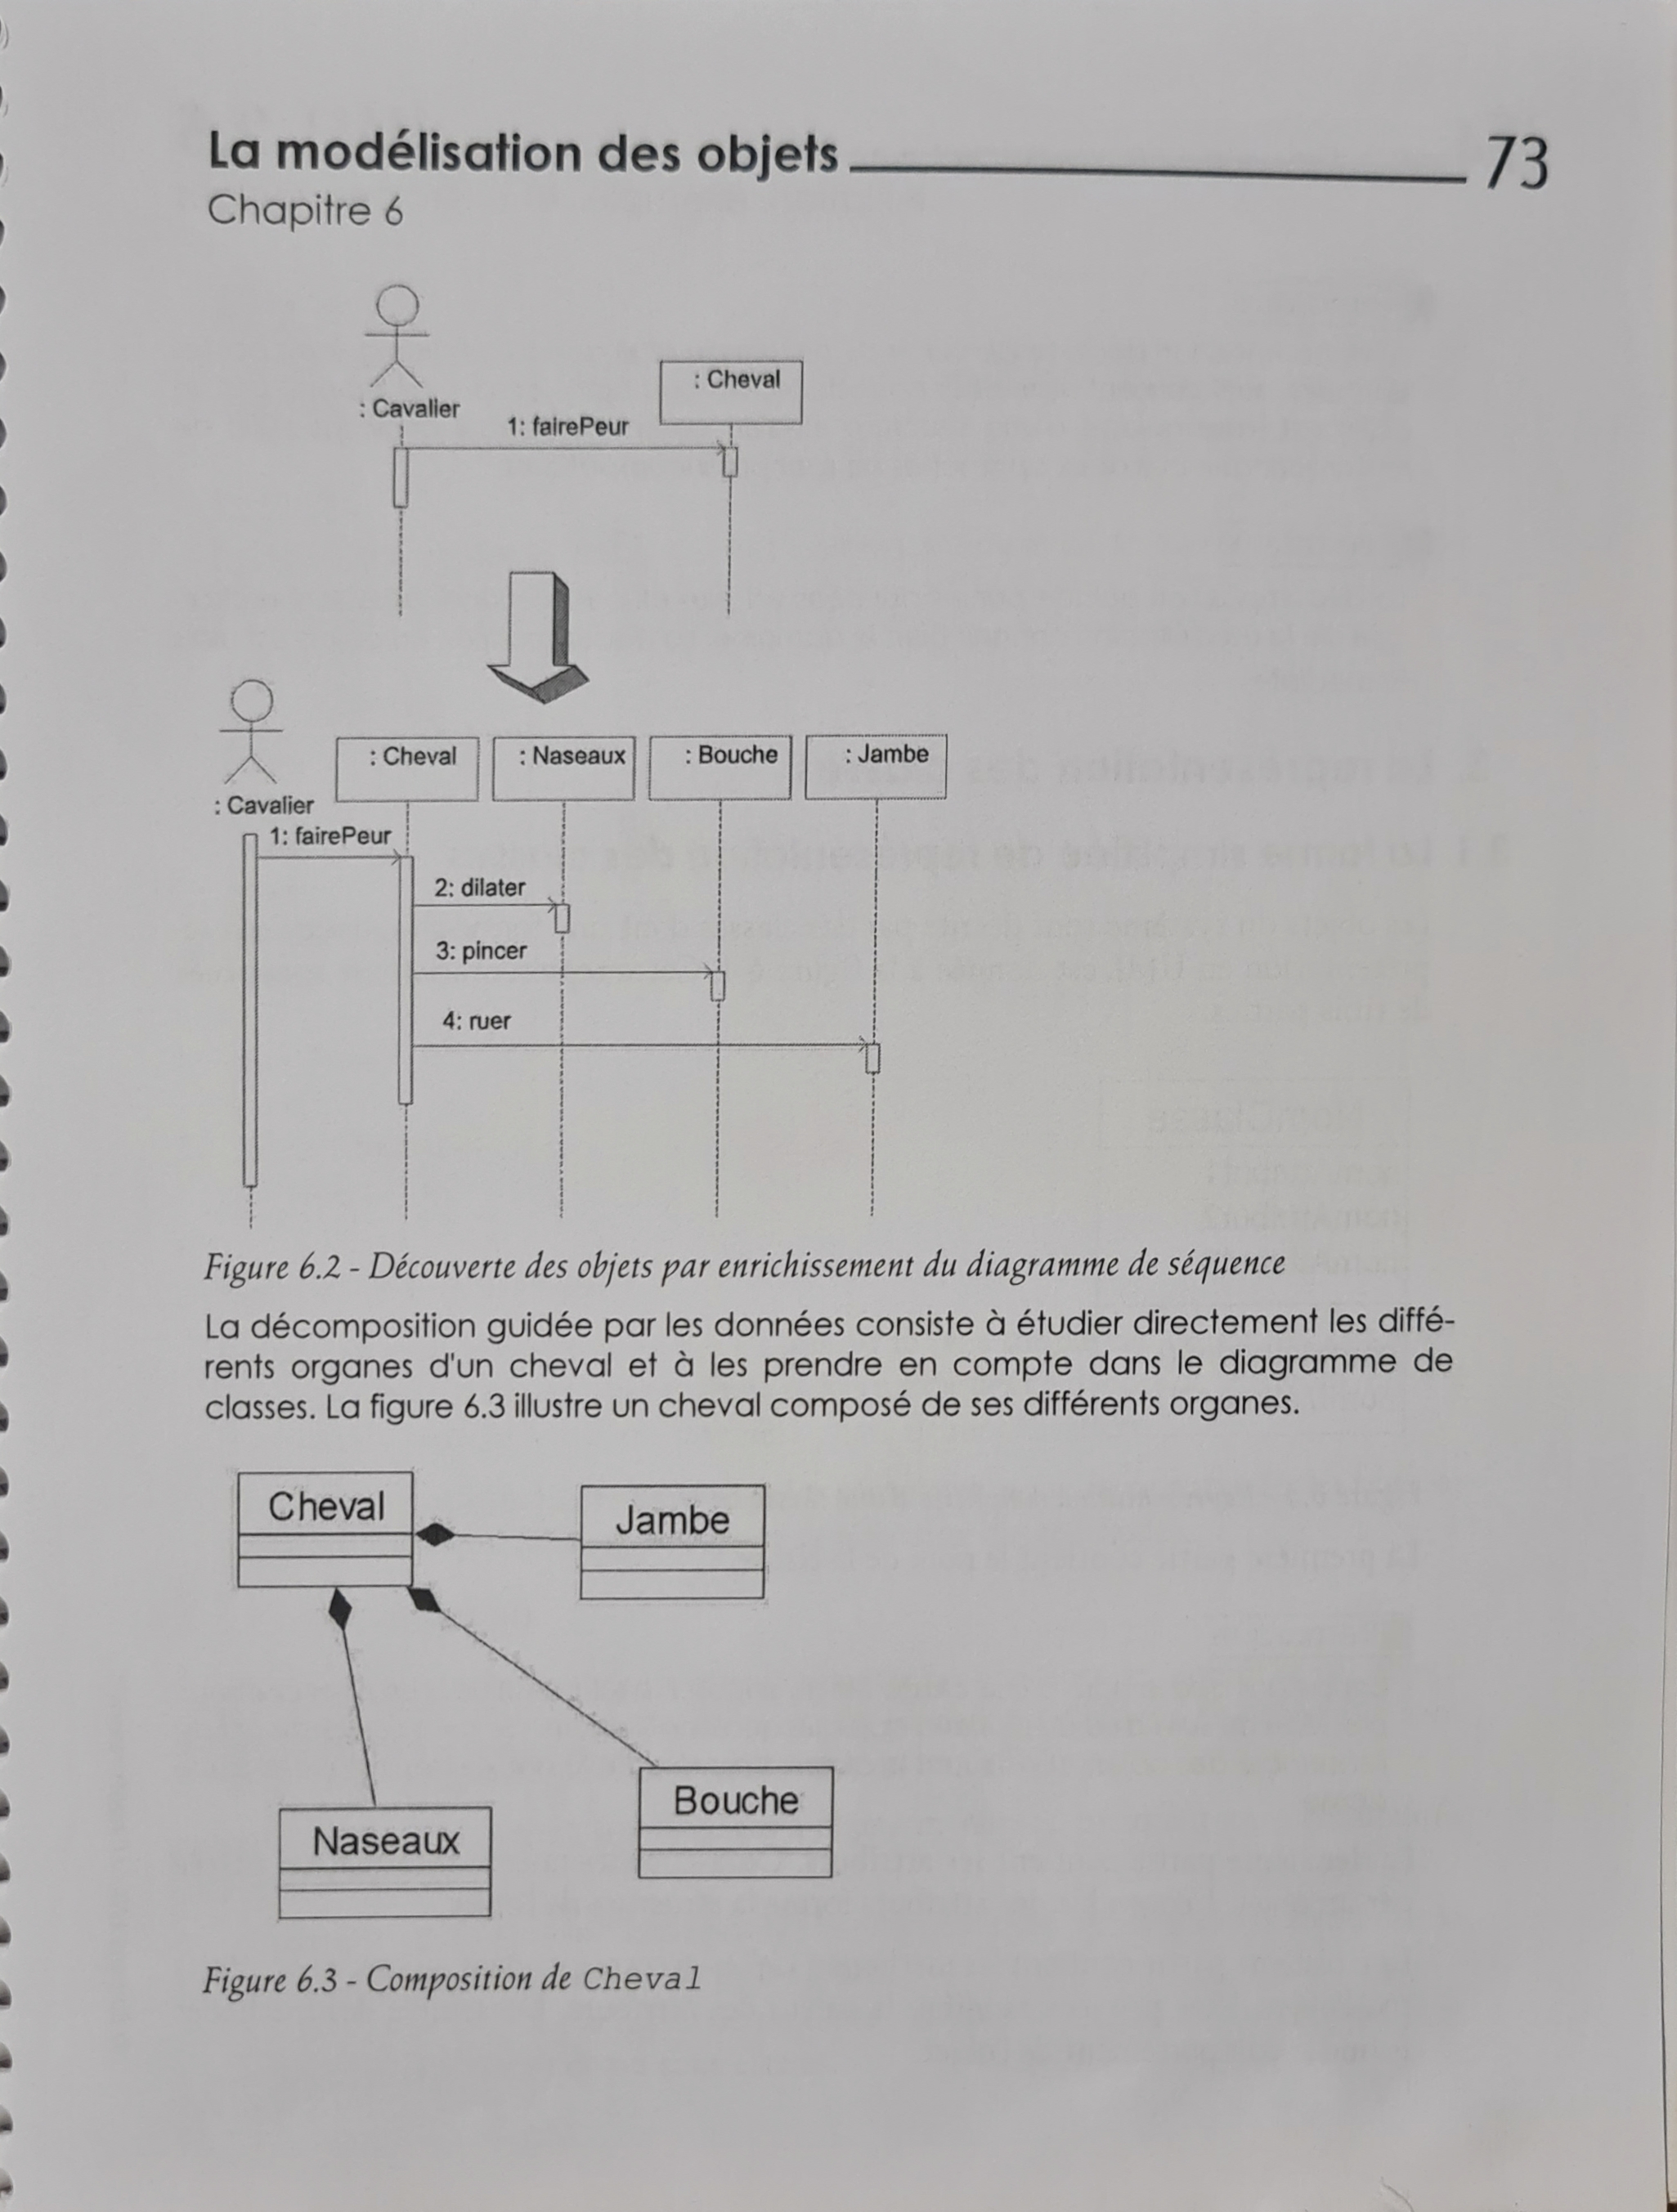 La modélisation des objets 73
Chapitre 6
: Cavalier
: Cheval
1: fairePeur
: Cavalier
: Cheval
: Naseaux
: Bouche
: Jambe
1: fairePeur
2: dilater
3: pincer
4: ruer
Figure 6.2 - Découverte des objets par enrichissement du diagramme de séquence
La décomposition guidée par les données consiste à étudier directement les diffé-
rents organes d'un cheval et à les prendre en compte dans le diagramme de
classes. La figure 6.3 illustre un cheval composé de ses différents organes.
Cheval
Jambe
Naseaux
Bouche
Figure 6.3 - Composition de Cheval